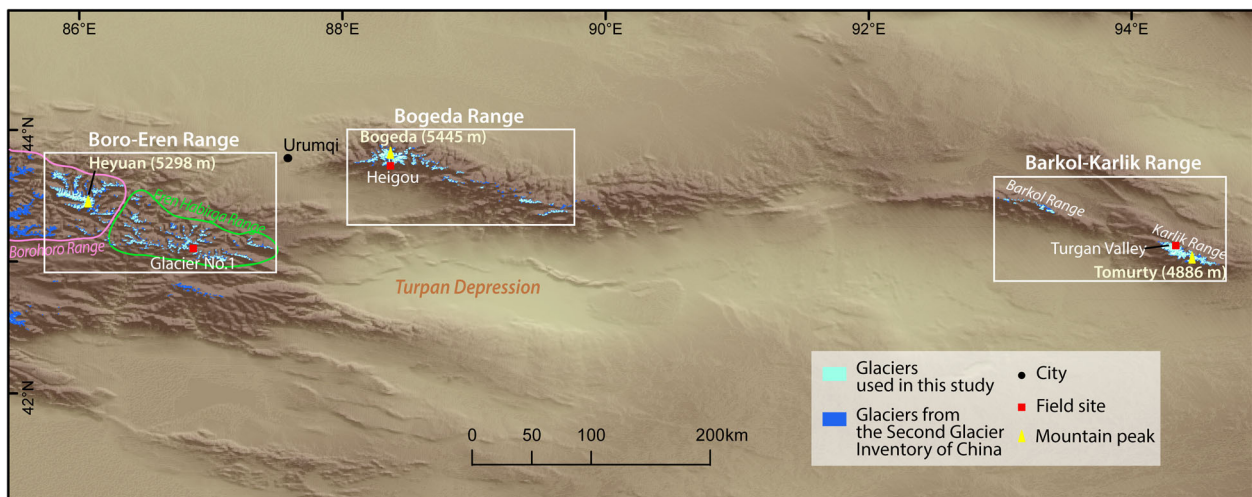 86°E
88°E
90°E
92°E
94°E
44°N
42°N
Boro-Eren Range
Heyuan (5298 m)
Urumqi
Bogeda Range
Bogeda (5445 m)
Heigou
Barkol-Karlik Range
Barkol Range
Karlik Range
Turgan Valley
Tomurty (4886 m)
Eren Habirga Range
Borohoro Range
Glacier No.1
Turpan Depression
0 50 100 200km
Glaciers
used in this study
Glaciers from
the Second Glacier
Inventory of China
City
Field site
Mountain peak